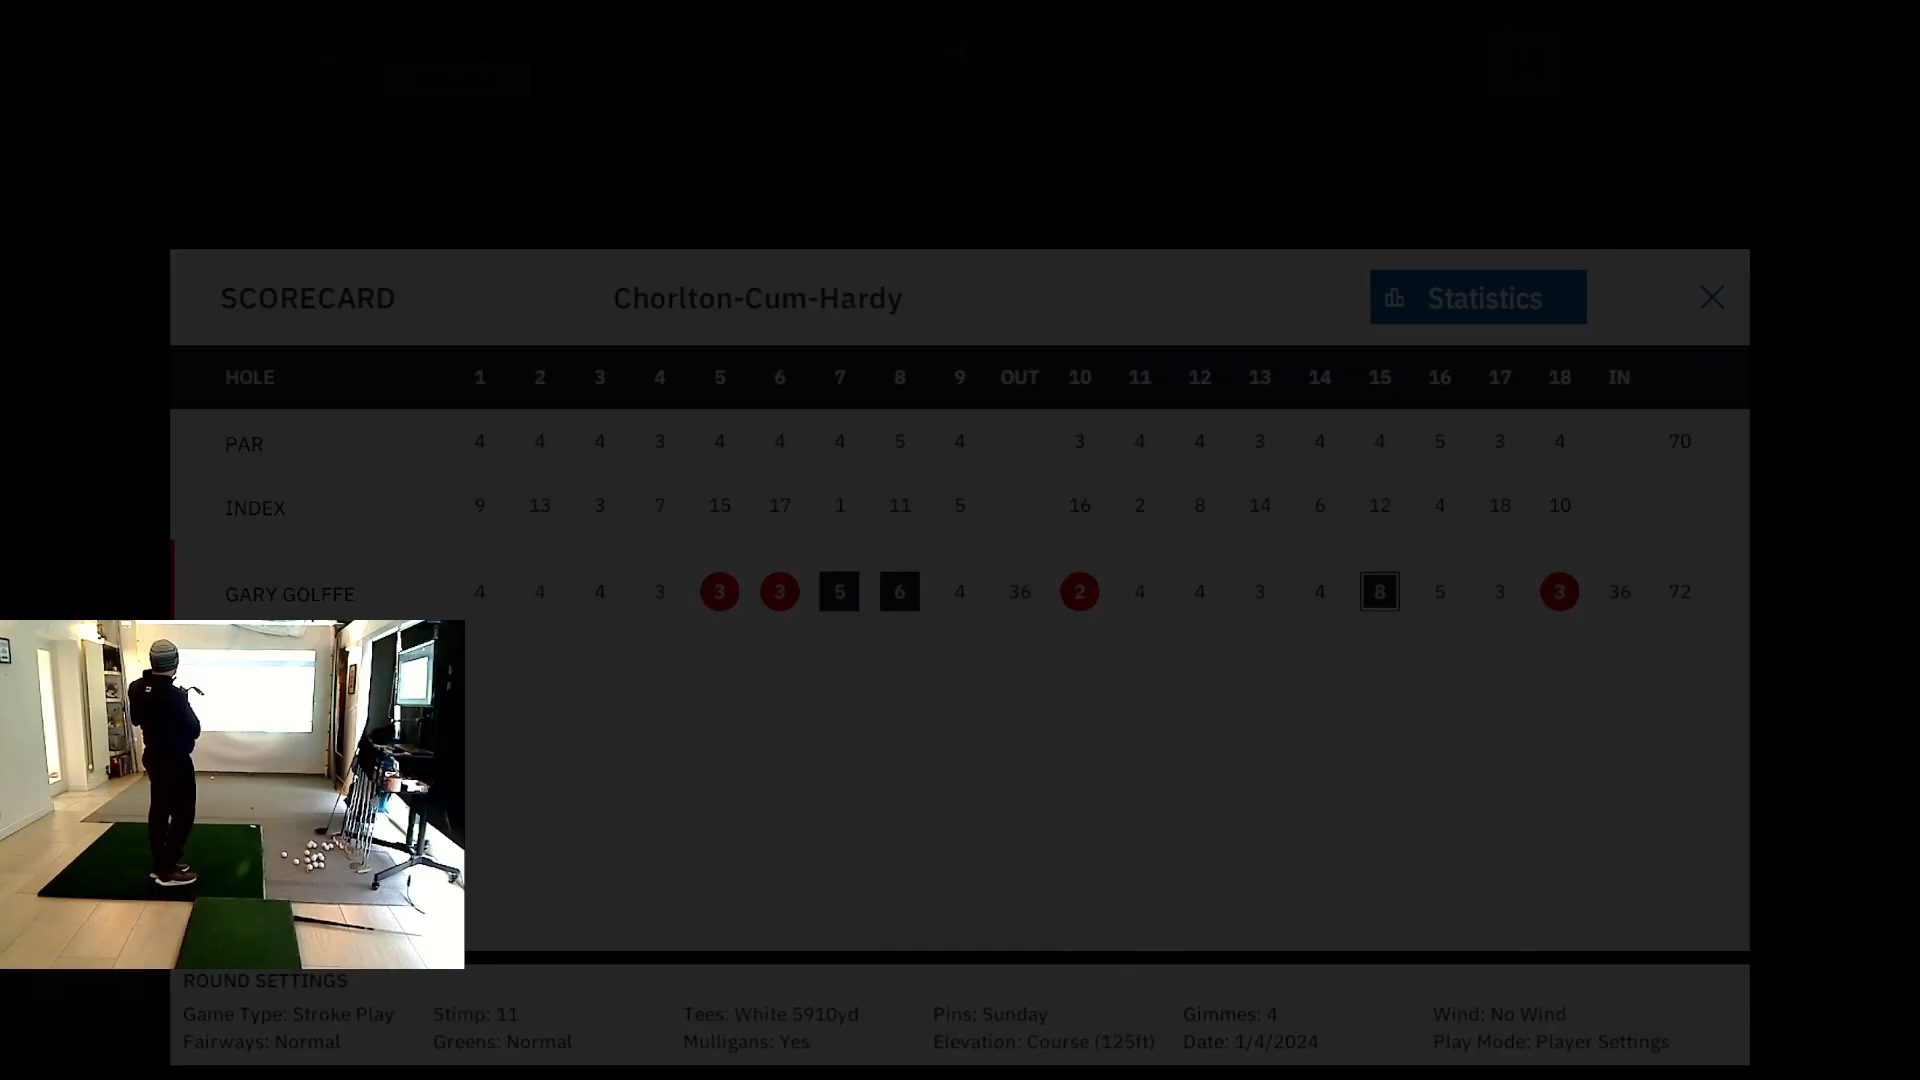 SCORECARD Chorlton-Cum-Hardy Statistics
HOLE 1 2 3 4 5 6 7 8 9 OUT 10 11 12 13 14 15 16 17 18 IN
PAR 4 4 4 3 4 4 4 5 4 3 4 4 3 4 4 5 3 4 70
INDEX 9 13 3 7 15 17 1 11 5 16 2 8 14 6 12 4 18 10
GARY GOLFFE 4 4 4 3 3 3 5 6 4 36 2 4 4 3 4 8 5 3 3 36 72
ROUND SETTINGS
Game Type: Stroke Play Stimp: 11 Tees: White 5910yd Pins: Sunday Gimmes: 4 Wind: No Wind
Fairways: Normal Greens: Normal Mulligans: Yes Elevation: Course (125ft) Date: 1/4/2024 Play Mode: Player Settings